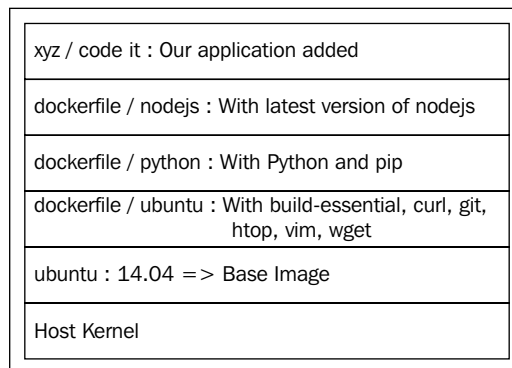 xyz / code it : Our application added
dockerfile / nodejs : With latest version of nodejs
dockerfile / python : With Python and pip
dockerfile / ubuntu : With build-essential, curl, git,
htop, vim, wget
ubuntu : 14.04 => Base Image
Host Kernel